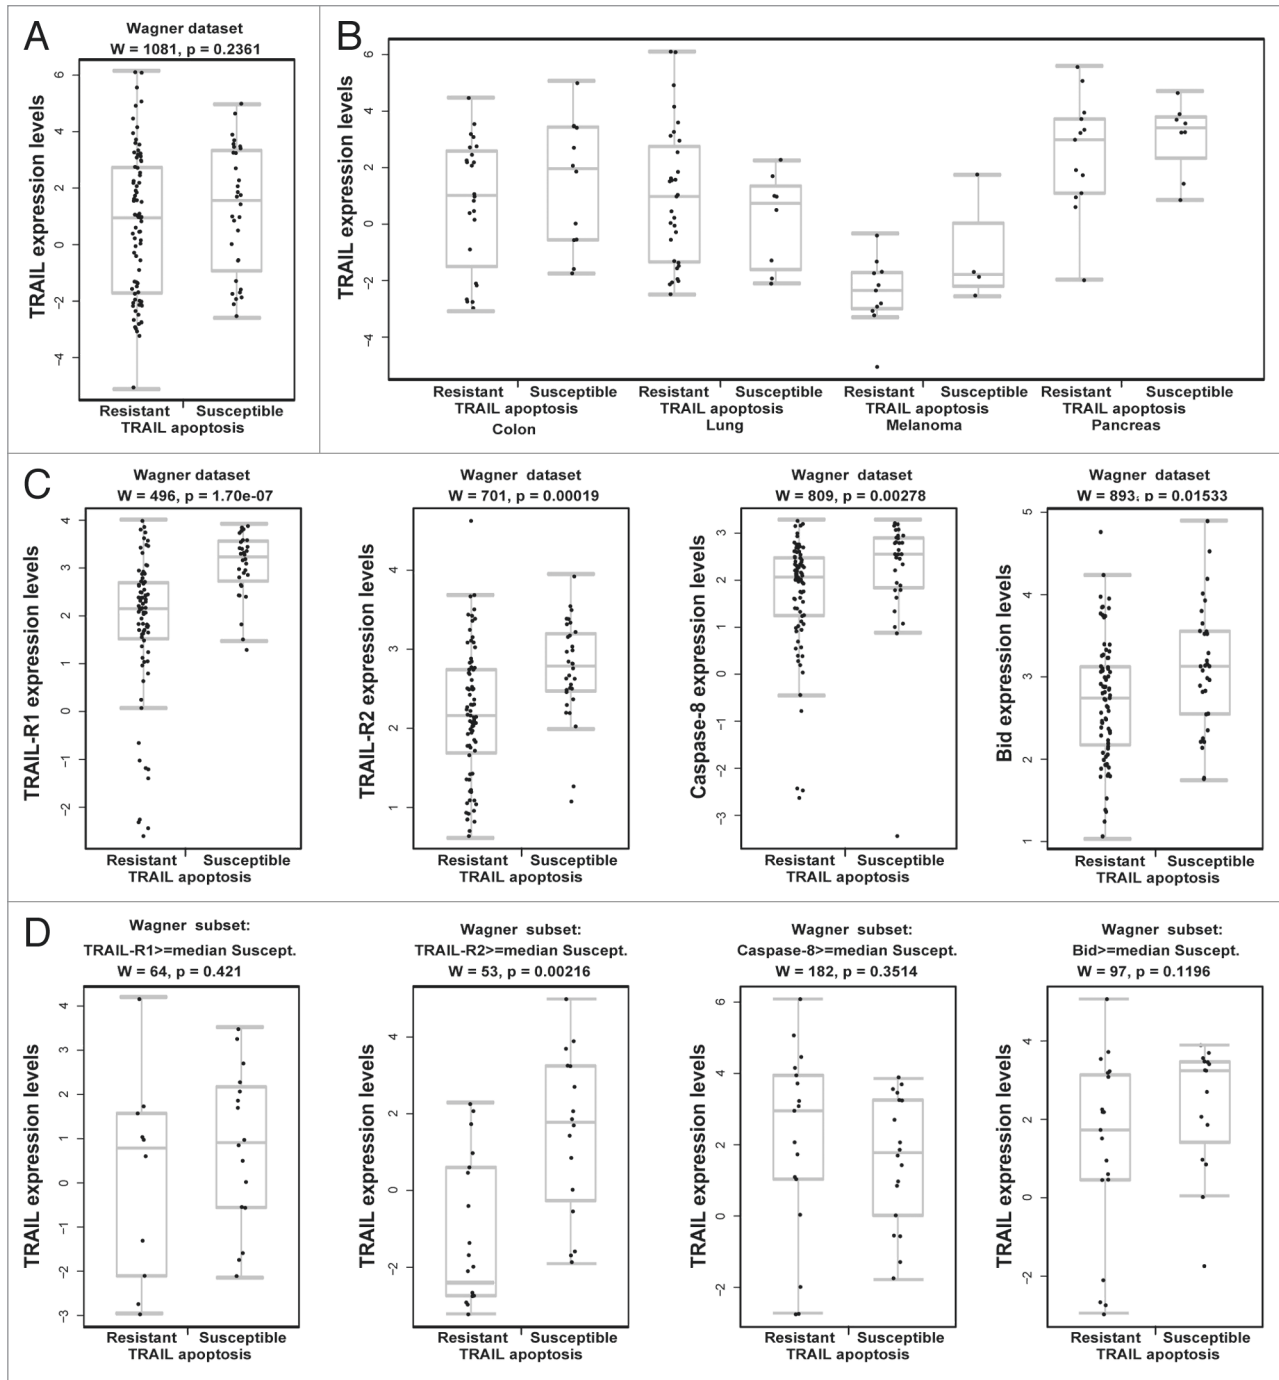 A
Wagner dataset
W = 1081, p = 0.2361
TRAIL expression levels
6
4
2
0
−2
−4
Resistant Susceptible
TRAIL apoptosis
B
TRAIL expression levels
6
4
2
0
−2
−4
Resistant Susceptible Resistant Susceptible Resistant Susceptible Resistant Susceptible
TRAIL apoptosis TRAIL apoptosis TRAIL apoptosis TRAIL apoptosis
Colon Lung Melanoma Pancreas
C
Wagner dataset
W = 496, p = 1.70e-07
TRAIL-R1 expression levels
4
3
2
1
0
−1
−2
Resistant Susceptible
TRAIL apoptosis
Wagner dataset
W = 701, p = 0.00019
TRAIL-R2 expression levels
4
3
2
1
Resistant Susceptible
TRAIL apoptosis
Wagner dataset
W = 809, p = 0.00278
Caspase-8 expression levels
3
2
1
0
−1
−2
−3
Resistant Susceptible
TRAIL apoptosis
Wagner dataset
W = 893, p = 0.01533
Bid expression levels
5
4
3
2
1
Resistant Susceptible
TRAIL apoptosis
D
Wagner subset:
TRAIL-R1>=median Suscept.
W = 64, p = 0.421
TRAIL expression levels
4
3
2
1
0
−1
−2
−3
Resistant Susceptible
TRAIL apoptosis
Wagner subset:
TRAIL-R2>=median Suscept.
W = 53, p = 0.00216
TRAIL expression levels
4
2
0
−2
Resistant Susceptible
TRAIL apoptosis
Wagner subset:
Caspase-8>=median Suscept.
W = 182, p = 0.3514
TRAIL expression levels
6
4
2
0
−2
Resistant Susceptible
TRAIL apoptosis
Wagner subset:
Bid>=median Suscept.
W = 97, p = 0.1196
TRAIL expression levels
4
2
0
−2
Resistant Susceptible
TRAIL apoptosis